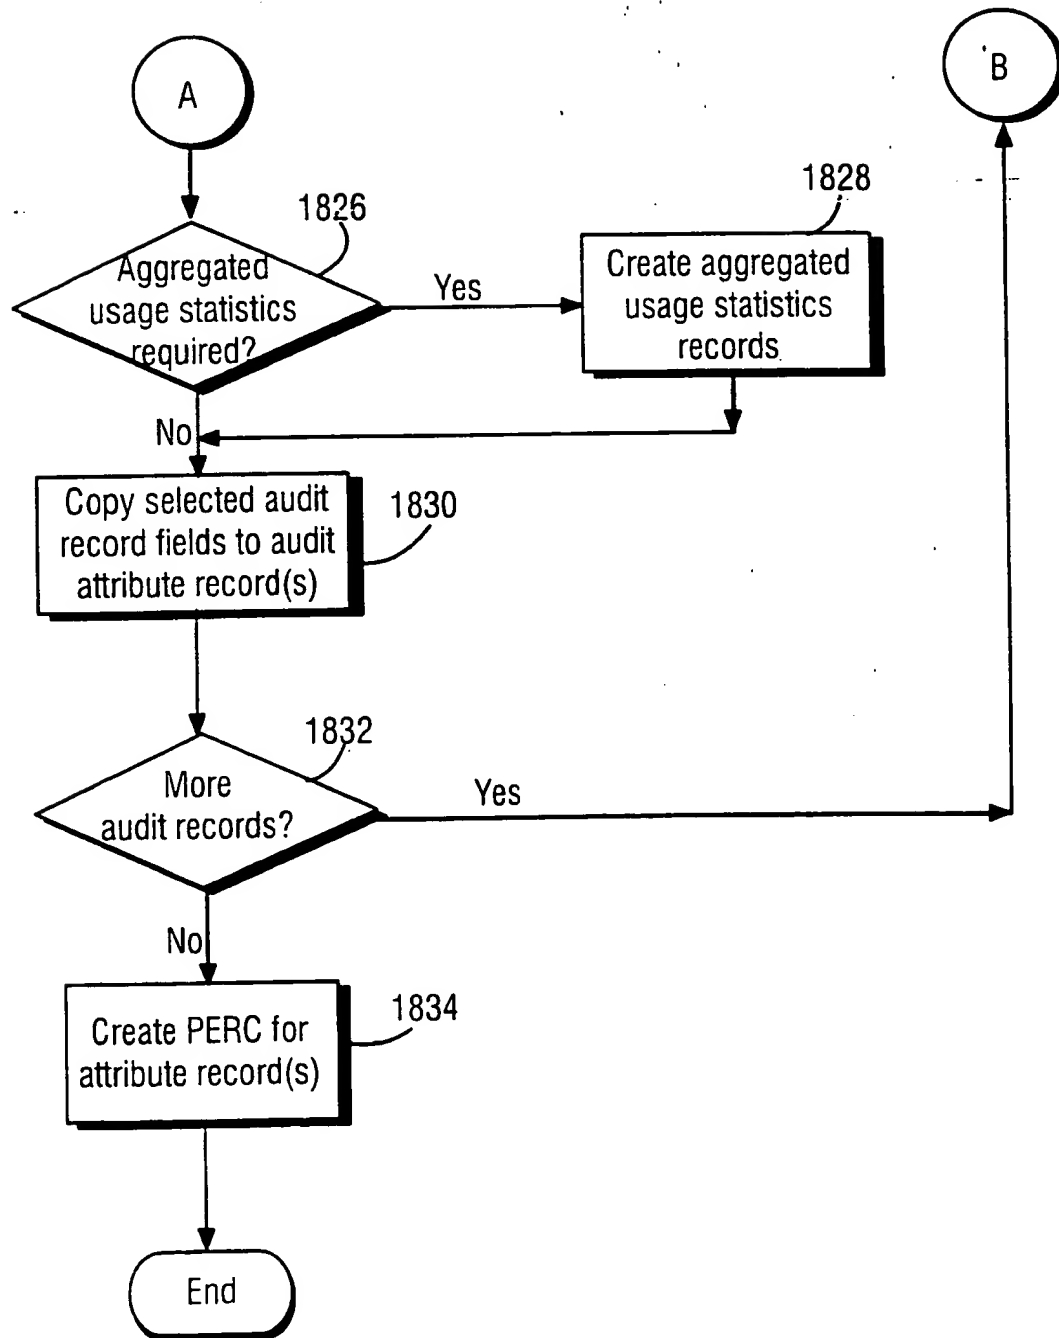 A
B
1826
1828
Aggregated
usage statistics
required?
Yes
Create aggregated
usage statistics
records
No
Copy selected audit
record fields to audit
attribute record(s)
1830
1832
More
audit records?
Yes
No
1834
Create PERC for
attribute record(s)
End